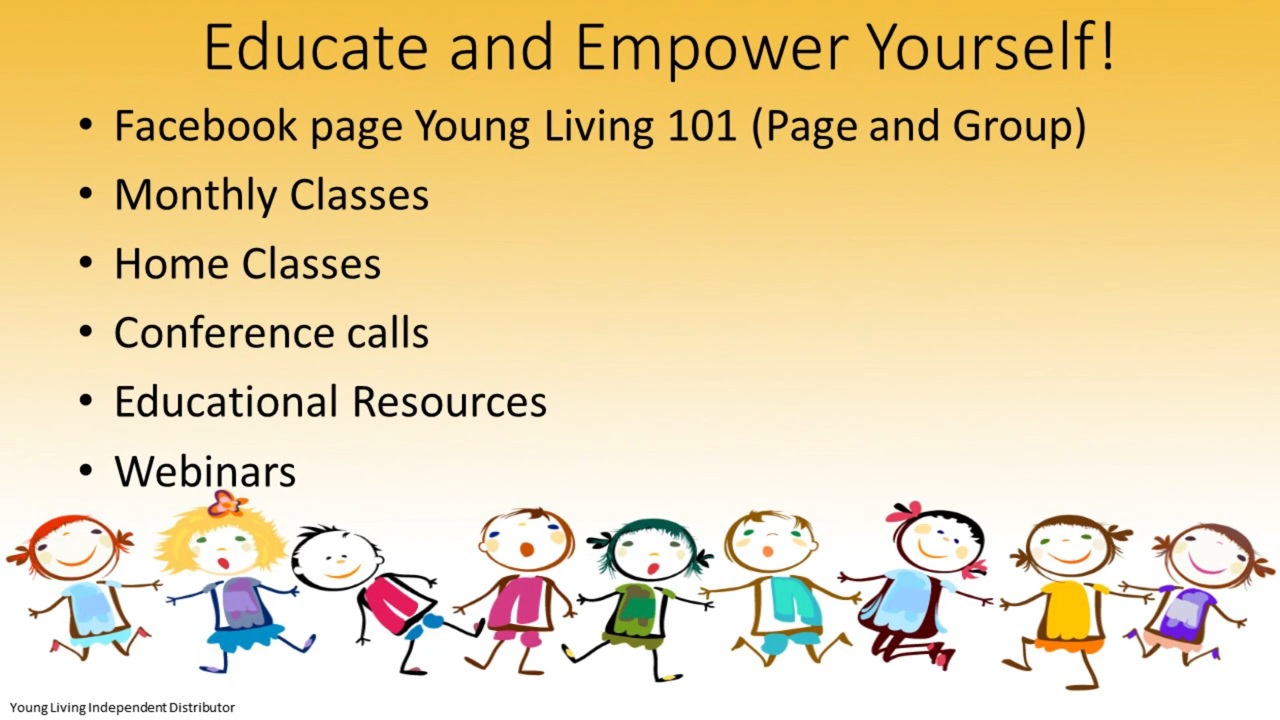 Educate and Empower Yourself!
• Facebook page Young Living 101 (Page and Group)
• Monthly Classes
• Home Classes
• Conference calls
• Educational Resources
• Webinars
Young Living Independent Distributor